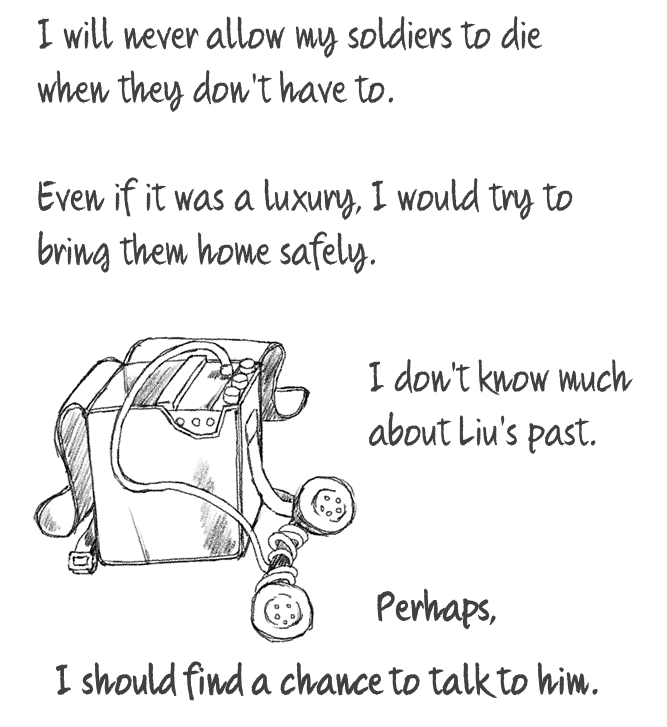 I will never allow my soldiers to die
when they don't have to.
Even if it was a luxury, I would try to
bring them home safely.
I don't know much
about Liu's past.
Perhaps,
I should find a chance to talk to him.